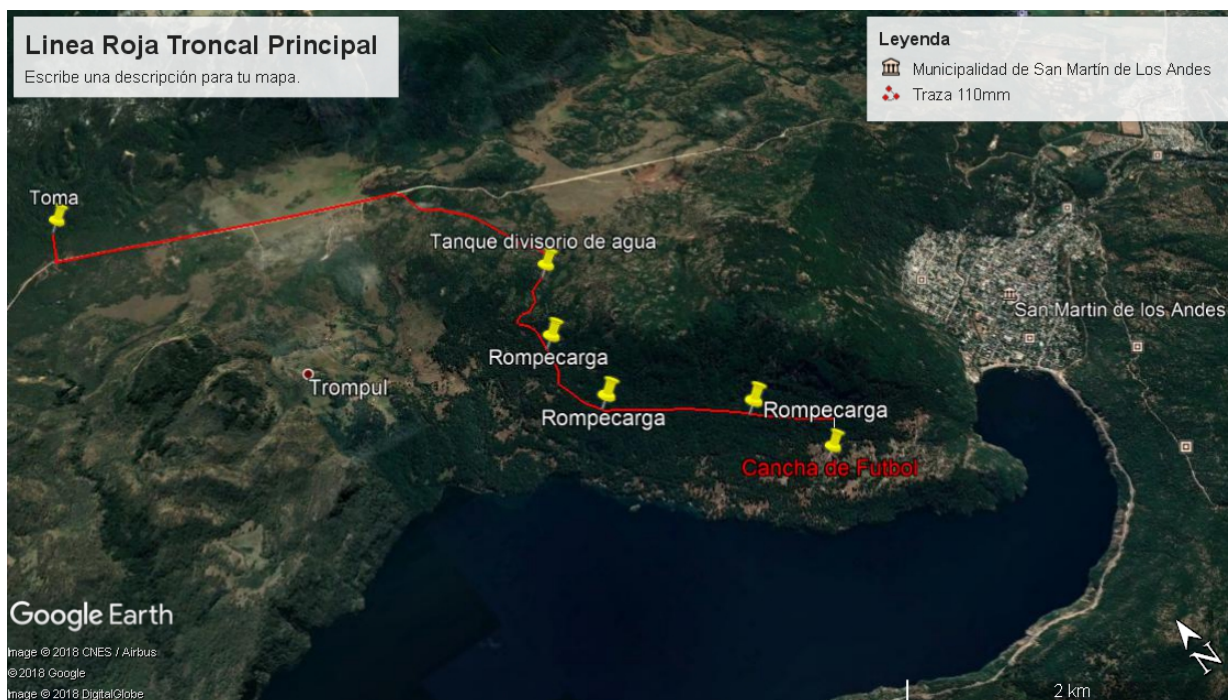 Linea Roja Troncal Principal
Escribe una descripción para tu mapa.
Leyenda
Municipalidad de San Martín de Los Andes
Traza 110mm
Toma
Tanque divisorio de agua
San Martin de los Andes
Rompecarga
Trompul
Rompecarga
Rompecarga
Cancha de Futbol
Google Earth
Image © 2018 CNES / Airbus
© 2018 Google
Image © 2018 DigitalGlobe
N
2 km